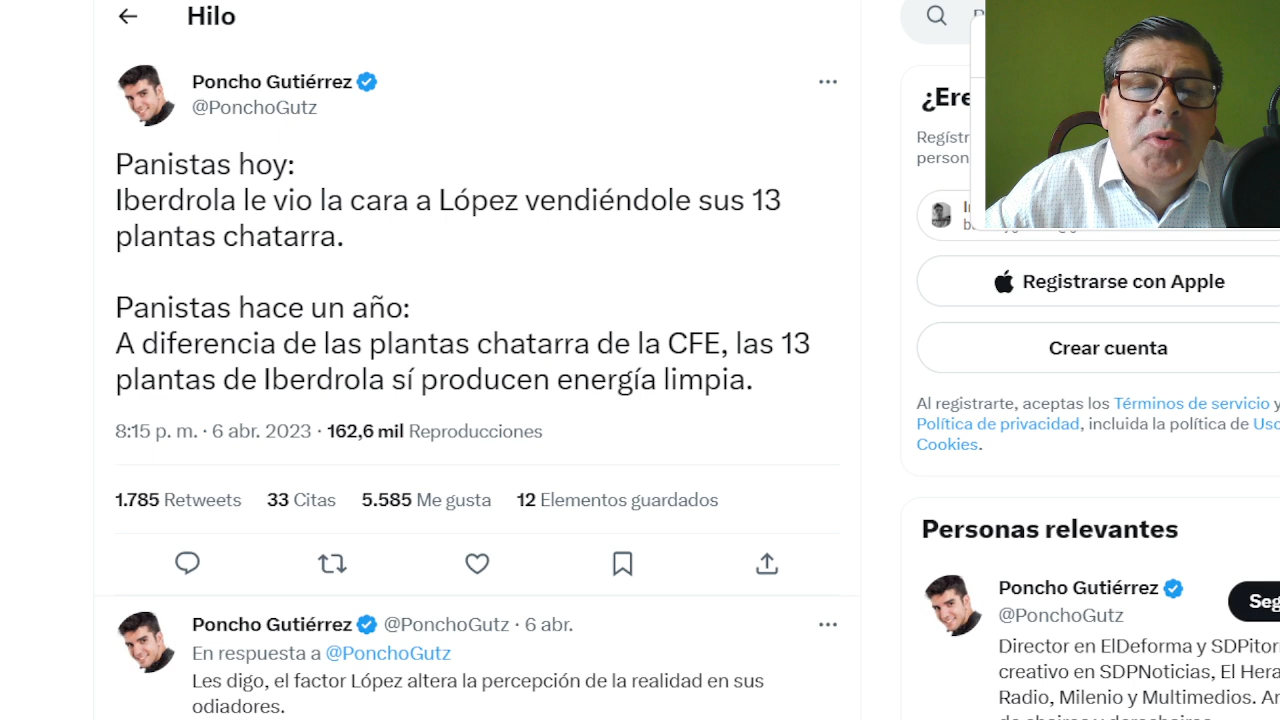 Hilo
Poncho Gutiérrez
@PonchoGutz
Panistas hoy:
Iberdrola le vio la cara a López vendiéndole sus 13
plantas chatarra.
Panistas hace un año:
A diferencia de las plantas chatarra de la CFE, las 13
plantas de Iberdrola sí producen energía limpia.
8:15 p. m. · 6 abr. 2023 · 162,6 mil Reproducciones
1.785 Retweets 33 Citas 5.585 Me gusta 12 Elementos guardados
Poncho Gutiérrez @PonchoGutz · 6 abr.
En respuesta a @PonchoGutz
Les digo, el factor López altera la percepción de la realidad en sus
odiadores.
¿Ere
Regístr
person
Registrarse con Apple
Crear cuenta
Al registrarte, aceptas los Términos de servicio y
Política de privacidad, incluida la política de Uso
Cookies.
Personas relevantes
Poncho Gutiérrez
@PonchoGutz
Seg
Director en ElDeforma y SDPitor
creativo en SDPNoticias, El Hera
Radio, Milenio y Multimedios. Ar